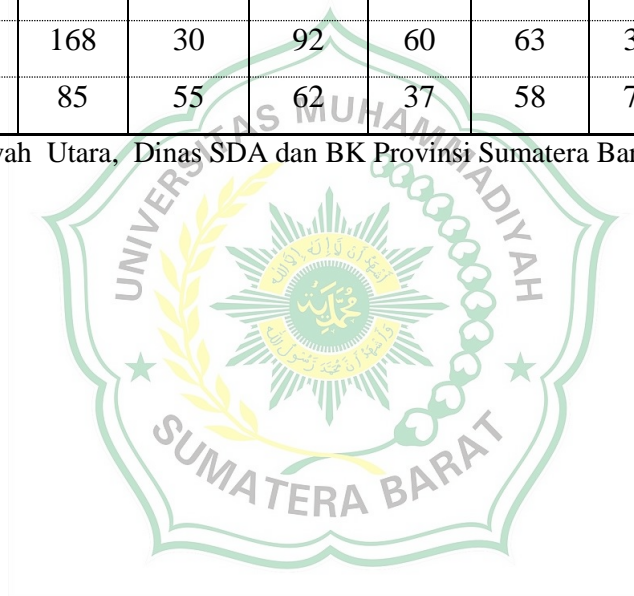 168 30 92 60 63
85 55 62 37 58
Utara, Dinas SDA dan BK Provinsi Sumatera
UNIVERSITAS MUHAMMADIYAH
SUMATERA BARAT